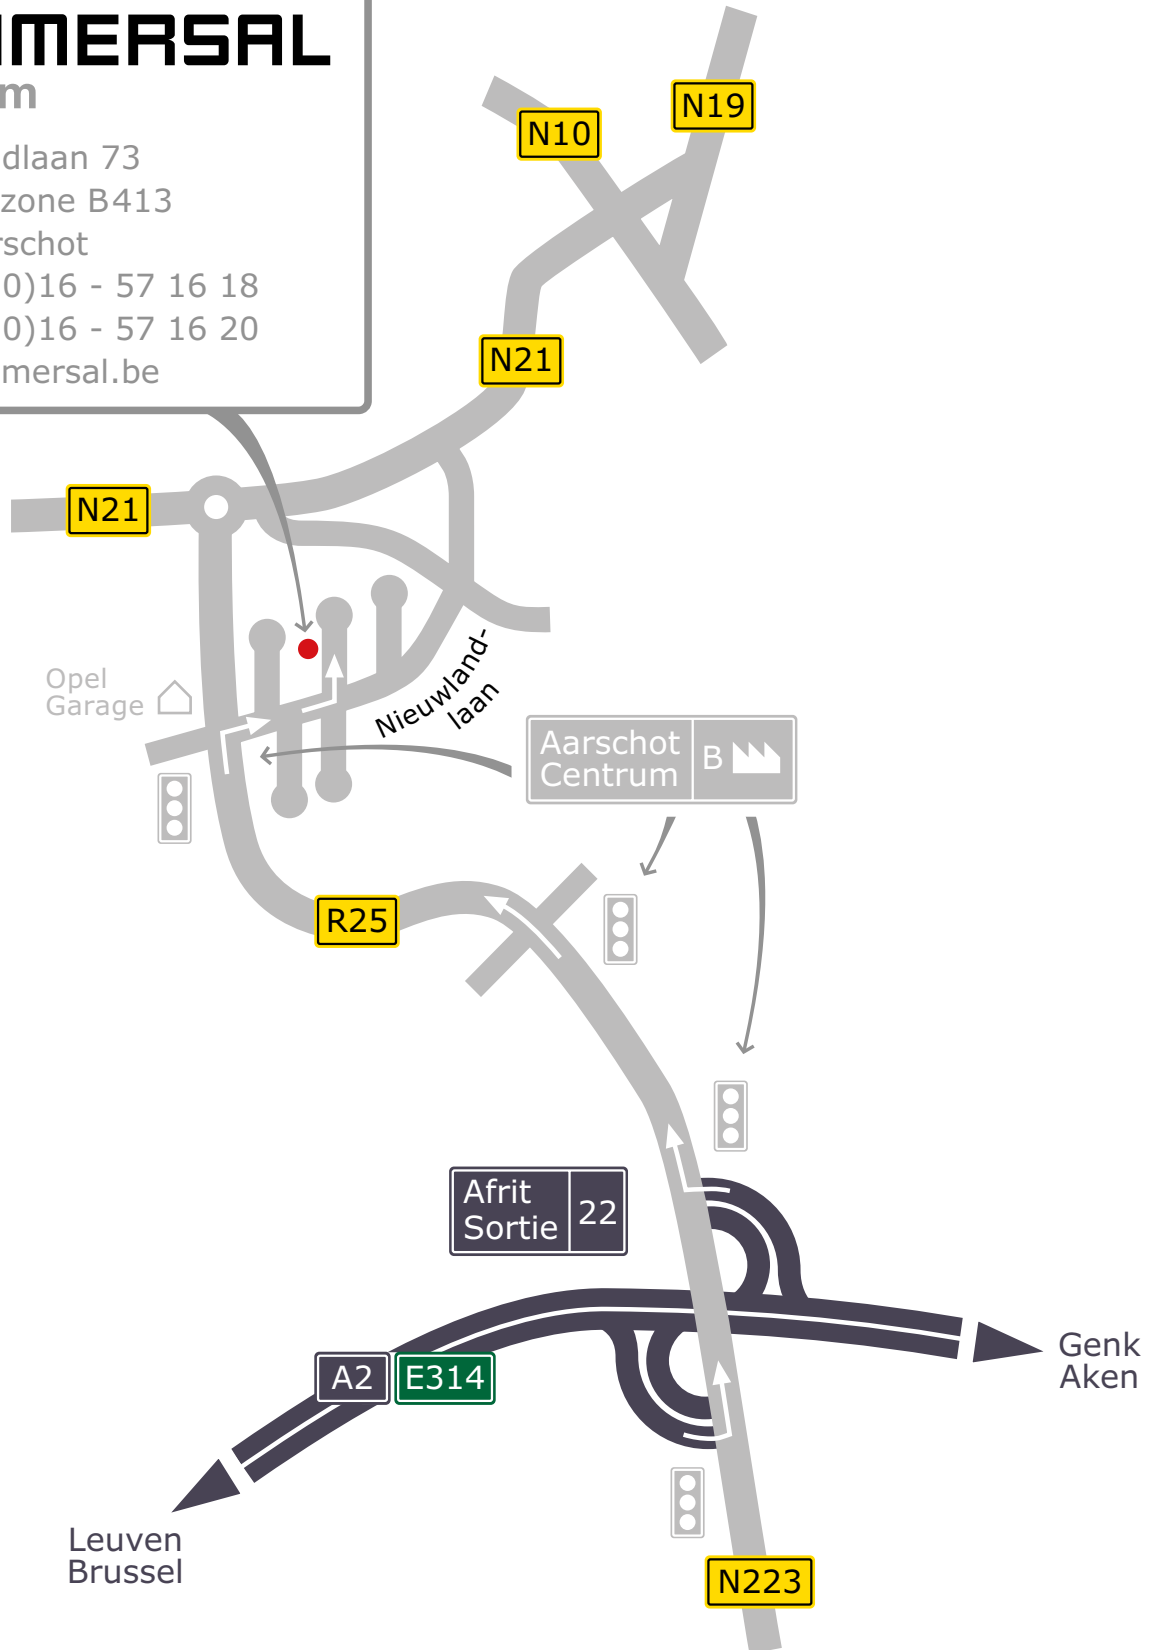 MERSAL
m
dlaan 73
zone B413
rschot
0)16 - 57 16 18
0)16 - 57 16 20
mersal.be
N19
N10
N21
N21
Opel
Garage
Nieuwland-
laan
Aarschot
Centrum
B
R25
Afrit
Sortie
22
A2
E314
Genk
Aken
Leuven
Brussel
N223